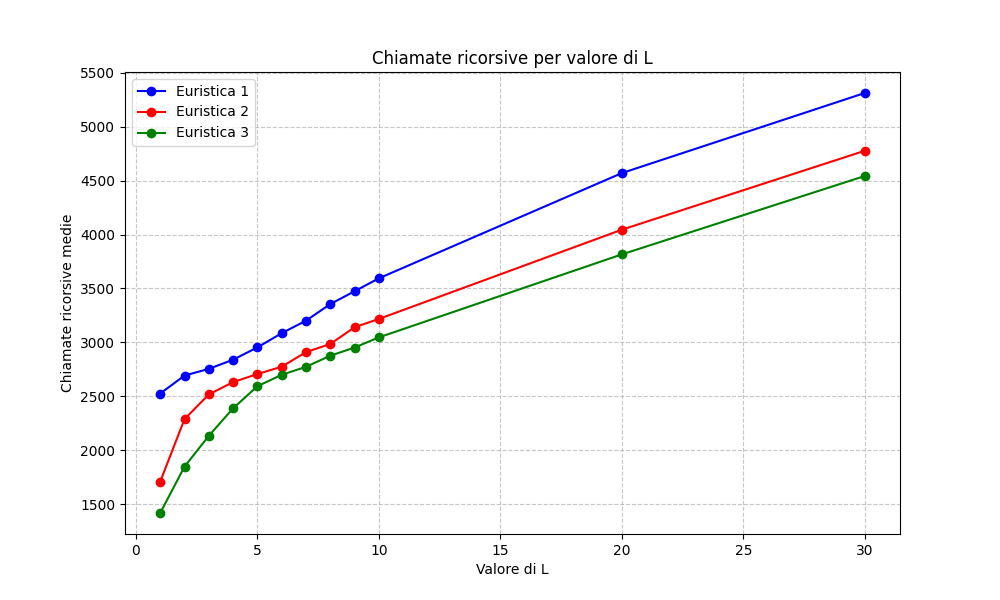 Chiamate ricorsive per valore di L
Euristica 1
Euristica 2
Euristica 3
Chiamate ricorsive medie
5500
5000
4500
4000
3500
3000
2500
2000
1500
0 5 10 15 20 25 30
Valore di L